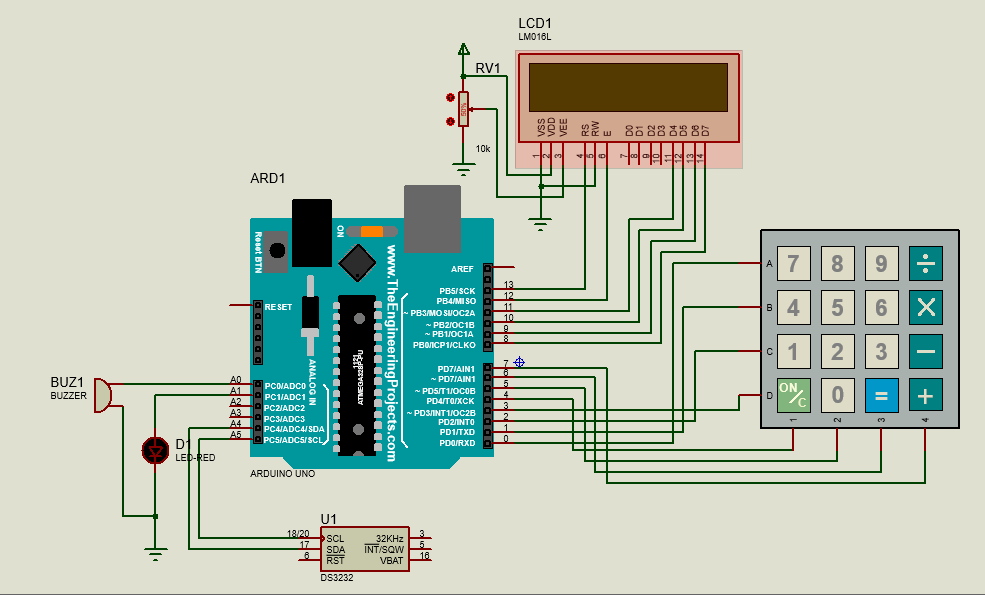 LCD1
LM016L
RV1
50%
10k
VSS
VDD
VEE
RS
RW
E
D0
D1
D2
D3
D4
D5
D6
D7
1
2
3
4
5
6
7
8
9
10
11
12
13
14
ARD1
ON
Reset BTN
www.TheEngineeringProjects.com
ANALOG IN
ATMEGA328P-PU
1121
RESET
AREF
PB5/SCK 13
PB4/MISO 12
~ PB3/MOSI/OC2A 11
~ PB2/OC1B 10
~ PB1/OC1A 9
PB0/ICP1/CLKO 8
PD7/AIN1 7
~ PD7/AIN1 6
~ PD5/T1/OC0B 5
PD4/T0/XCK 4
~ PD3/INT1/OC2B 3
PD2/INT0 2
PD1/TXD 1
PD0/RXD 0
A0 PC0/ADC0
A1 PC1/ADC1
A2 PC2/ADC2
A3 PC3/ADC3
A4 PC4/ADC4/SDA
A5 PC5/ADC5/SCL
ARDUINO UNO
BUZ1
BUZZER
D1
LED-RED
U1
18/20 SCL 32KHz 3
17 SDA INT/SQW 5
6 RST VBAT 16
DS3232
A 7 8 9 ÷
B 4 5 6 X
C 1 2 3 −
D ON/C 0 = +
1 2 3 4